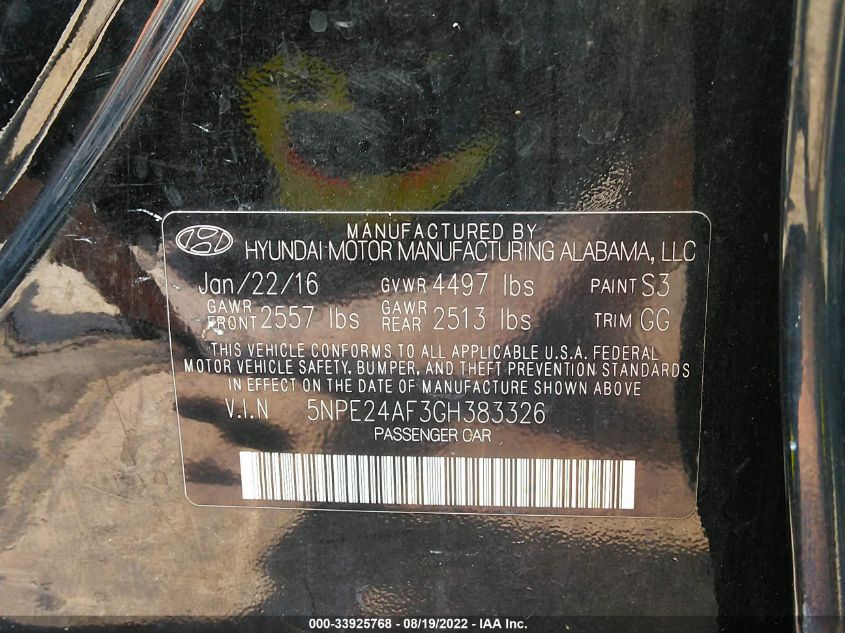 MANUFACTURED BY
HYUNDAI MOTOR MANUFACTURING ALABAMA, LLC
Jan/22/16 GVWR 4497 lbs PAINT S3
GAWR FRONT 2557 lbs GAWR REAR 2513 lbs TRIM GG
THIS VEHICLE CONFORMS TO ALL APPLICABLE U.S.A. FEDERAL
MOTOR VEHICLE SAFETY, BUMPER, AND THEFT PREVENTION STANDARDS
IN EFFECT ON THE DATE OF MANUFACTURE SHOWN ABOVE
V.I.N 5NPE24AF3GH383326
PASSENGER CAR
000-33925768 - 08/19/2022 - IAA Inc.